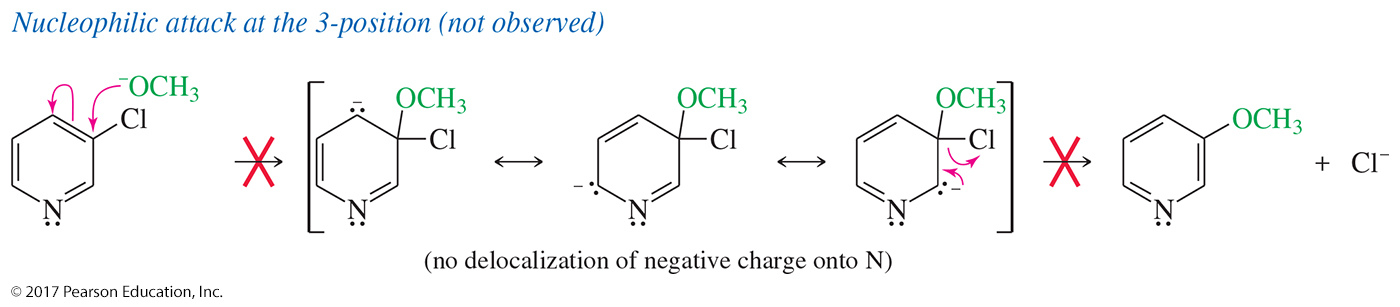 Nucleophilic attack at the 3-position (not observed)
⁻OCH₃
Cl
N
OCH₃
Cl
N
OCH₃
Cl
N
OCH₃
Cl
N
OCH₃
N
+ Cl⁻
(no delocalization of negative charge onto N)
© 2017 Pearson Education, Inc.